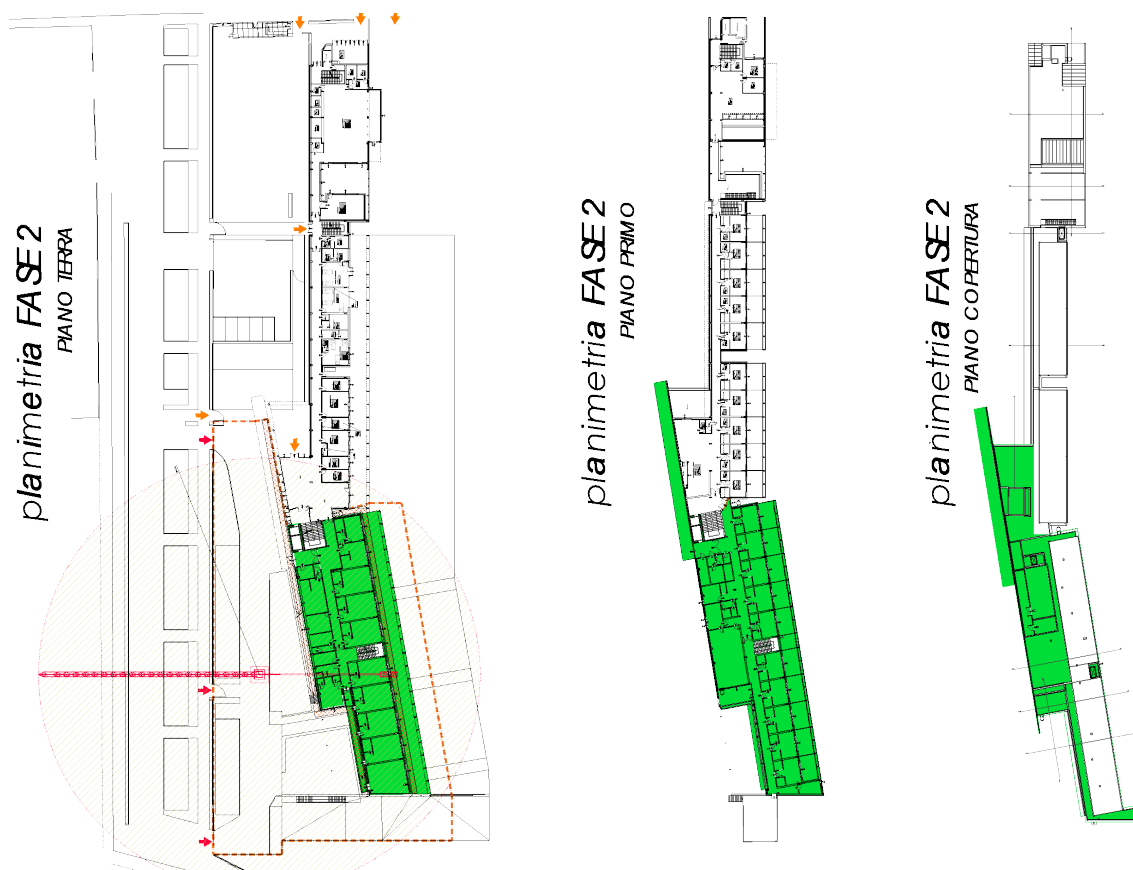 planimetria FASE 2
PIANO TERRA
planimetria FASE 2
PIANO PRIMO
planimetria FASE 2
PIANO COPERTURA